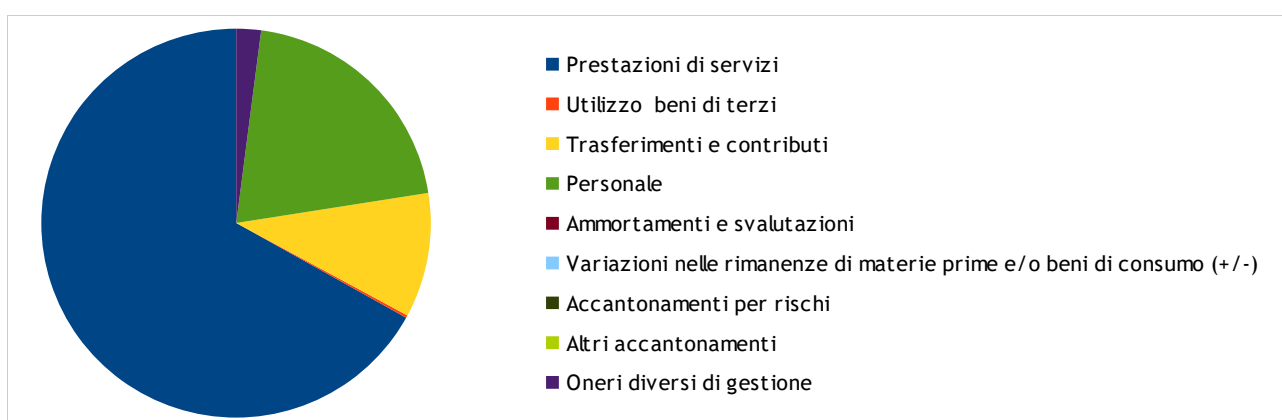 Prestazioni di servizi
Utilizzo beni di terzi
Trasferimenti e contributi
Personale
Ammortamenti e svalutazioni
Variazioni nelle rimanenze di materie prime e/o beni di consumo (+/-)
Accantonamenti per rischi
Altri accantonamenti
Oneri diversi di gestione